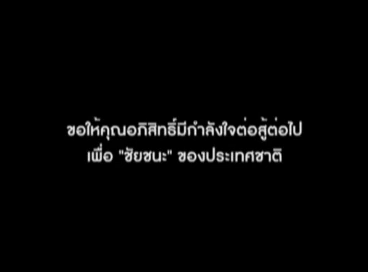 ขอให้คุณอภิสิทธิ์มีกำลังใจต่อสู้ต่อไป
เพื่อ "ชัยชนะ" ของประเทศชาติ